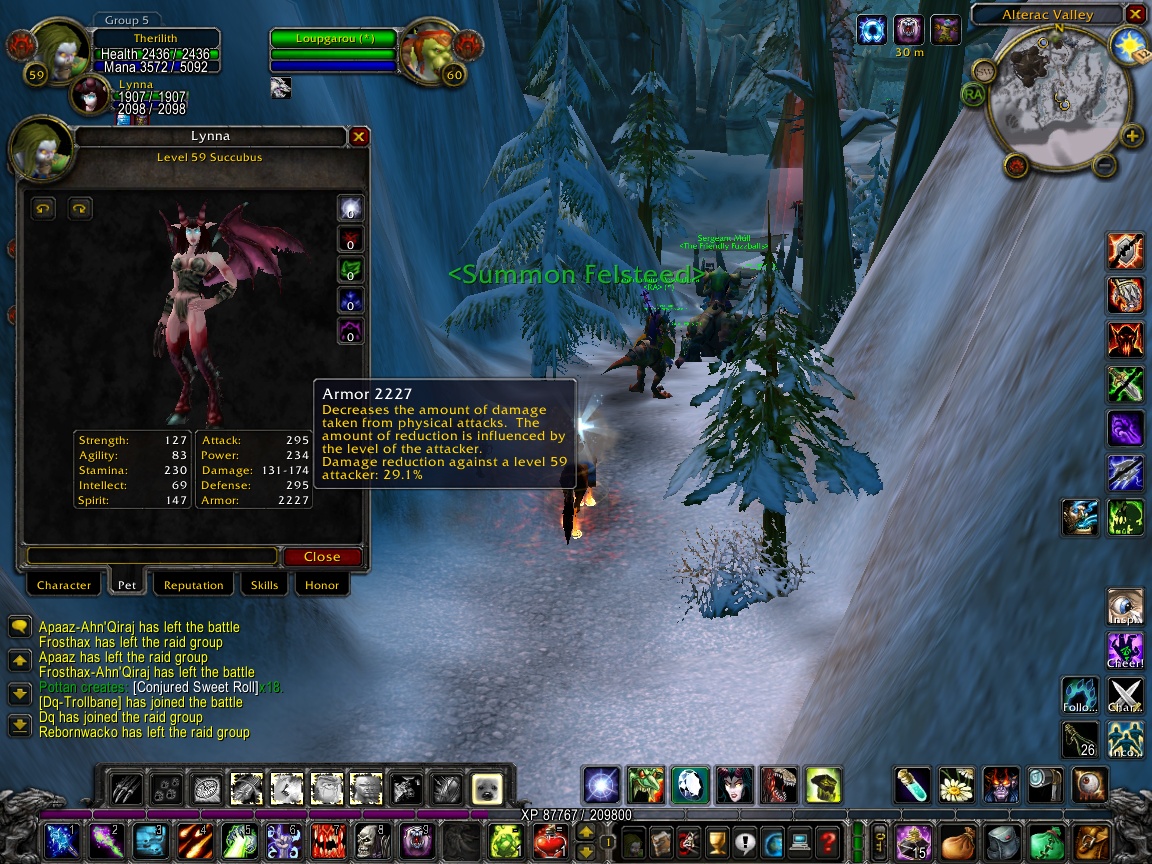 Group 5
Therilith
Health 2436 / 2436
Mana 3572 / 5092
59
Lynna
1907 / 1907
2098 / 2098
Loupgarou (*)
60
30 m
Alterac Valley
N
RA
Lynna
Level 59 Succubus
0
0
0
0
0
Strength: 127
Agility: 83
Stamina: 230
Intellect: 69
Spirit: 147
Attack: 295
Power: 234
Damage: 131-174
Defense: 295
Armor: 2227
Armor 2227
Decreases the amount of damage
taken from physical attacks. The
amount of reduction is influenced by
the level of the attacker.
Damage reduction against a level 59
attacker: 29.1%
Close
Character
Pet
Reputation
Skills
Honor
Sergeant Mull
<The Friendly Fuzzballs>
<Summon Felsteed>
Apaaz-Ahn'Qiraj has left the battle
Frosthax has left the raid group
Apaaz has left the raid group
Frosthax-Ahn'Qiraj has left the battle
Pottan creates: [Conjured Sweet Roll]x18.
[Dq-Trollbane] has joined the battle
Dq has joined the raid group
Rebornwacko has left the raid group
Inspi..
Cheer!
Follo...
Char...
26
Inco...
XP 87767 / 209800
1
2
3
4
5
6
7
8
9
=
1
15